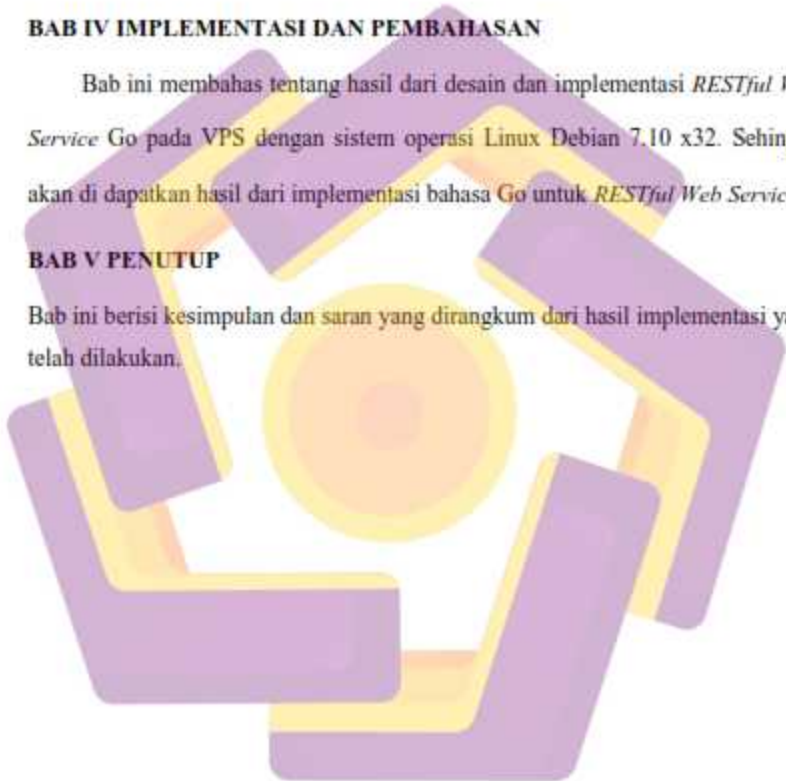 BAB IV IMPLEMENTASI DAN PEMBAHASAN
Bab ini membahas tentang hasil dari desain dan implementasi RESTful
Service Go pada VPS dengan sistem operasi Linux Debian 7.10 x32.
akan di dapatkan hasil dari implementasi bahasa Go untuk RESTful Web
BAB V PENUTUP
Bab ini berisi kesimpulan dan saran yang dirangkum dari hasil implementasi
telah dilakukan.